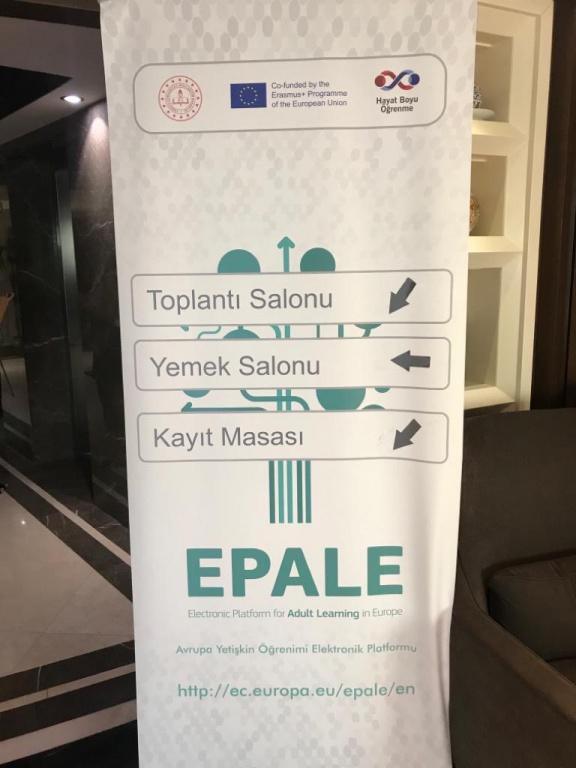 Co-funded by the
Erasmus+ Programme
of the European Union
Hayat Boyu
Öğrenme
Toplantı Salonu
Yemek Salonu
Kayıt Masası
EPALE
Electronic Platform for Adult Learning in Europe
Avrupa Yetişkin Öğrenimi Elektronik Platformu
http://ec.europa.eu/epale/en